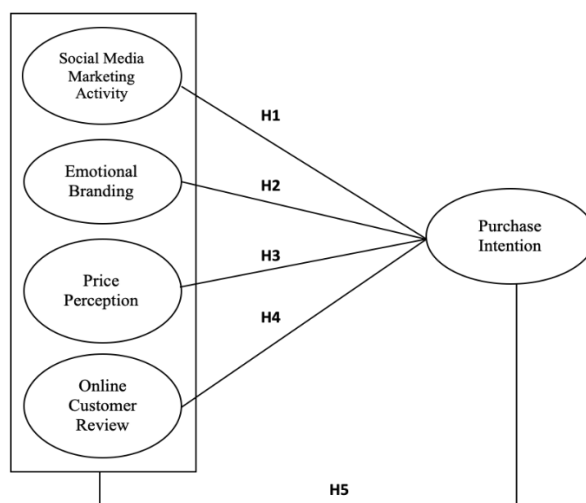 Social Media
Marketing
Activity
H1
Emotional
Branding
H2
Purchase
Intention
Price
Perception
H3
H4
Online
Customer
Review
H5